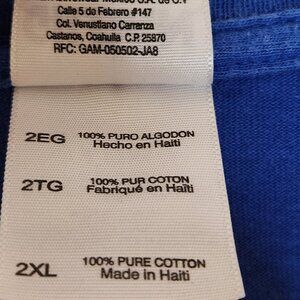 Calle 5 de Febrero #147
Col. Venustiano Carranza
Castanos, Coahuila C.P. 25870
RFC: GAM-050502-JA8
2EG 100% PURO ALGODON
Hecho en Haiti
2TG 100% PUR COTON
Fabriqué en Haïti
2XL 100% PURE COTTON
Made in Haiti